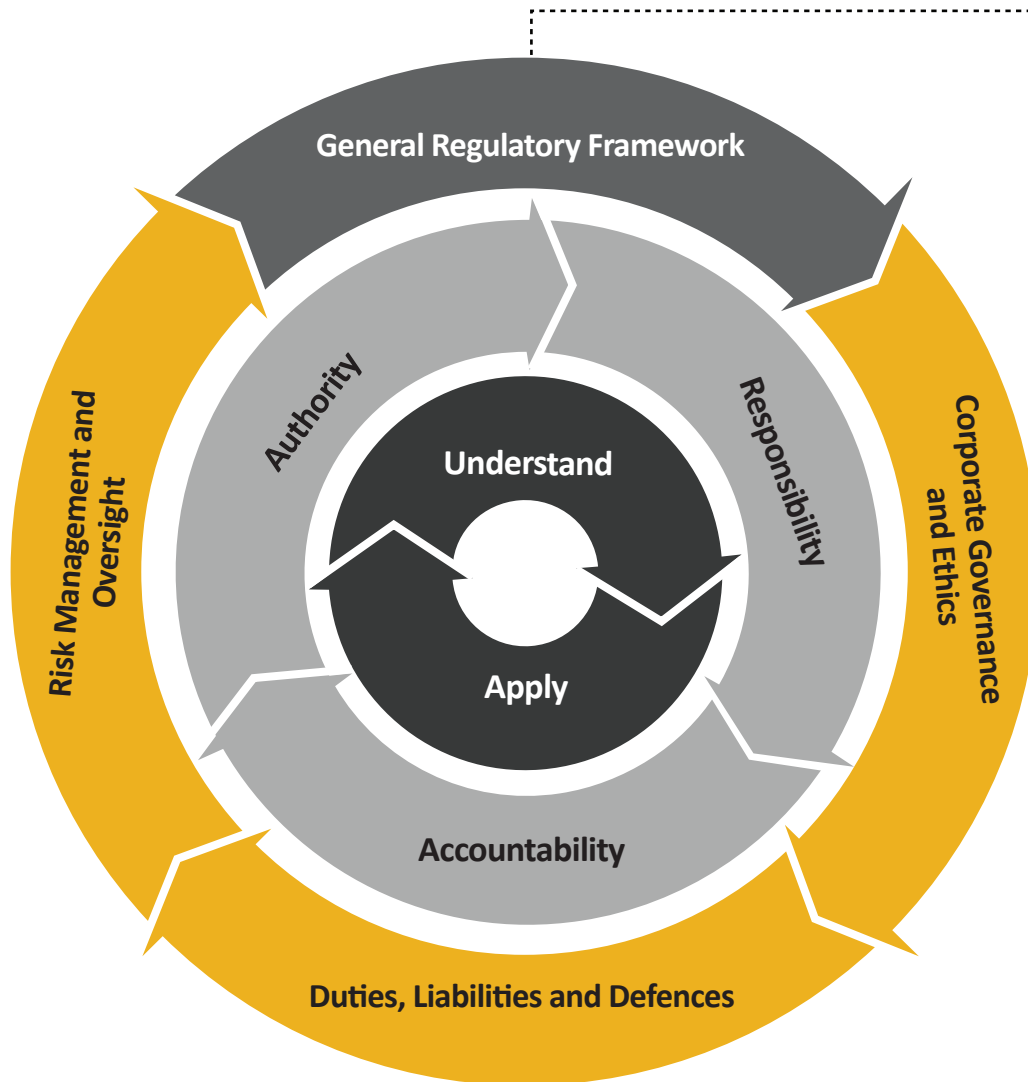 General Regulatory Framework
Authority
Responsibility
Understand
Risk Management and
Oversight
Corporate Governance
and Ethics
Apply
Accountability
Duties, Liabilities and Defences